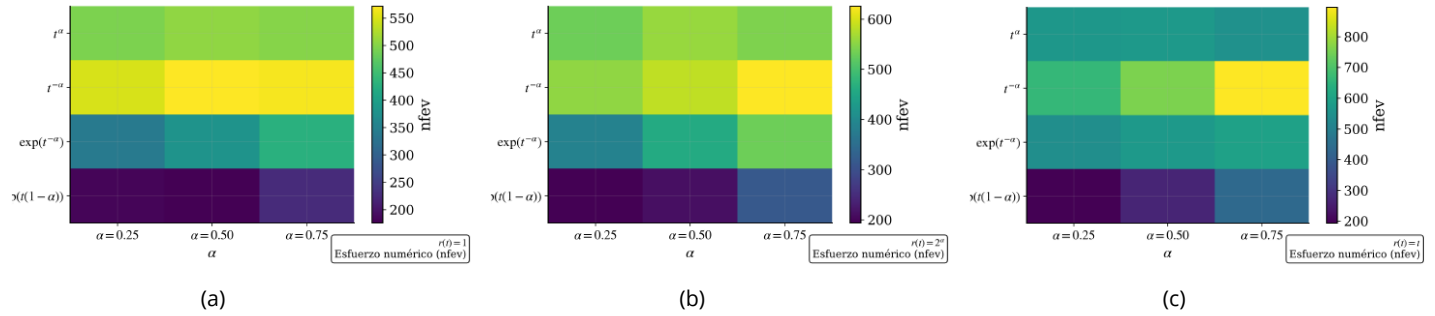 t^α
t^−α
exp(t^−α)
(t(1−α))
α=0.25
α=0.50
α=0.75
α
550
500
450
400
350
300
250
200
nfev
r(t)=1
Esfuerzo numérico (nfev)
(a)
t^α
t^−α
exp(t^−α)
(t(1−α))
α=0.25
α=0.50
α=0.75
α
600
500
400
300
200
nfev
r(t)=2^α
Esfuerzo numérico (nfev)
(b)
t^α
t^−α
exp(t^−α)
(t(1−α))
α=0.25
α=0.50
α=0.75
α
800
700
600
500
400
300
200
nfev
r(t)=t
Esfuerzo numérico (nfev)
(c)